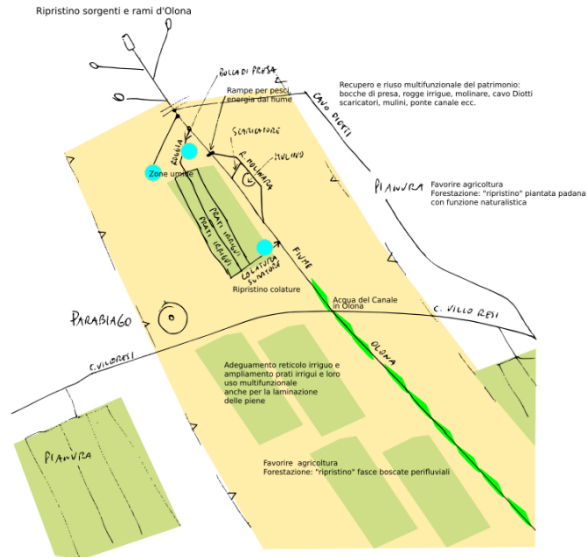 Ripristino sorgenti e rami d'Olona
BOCCA DI PRESA
Rampe per pesci
energia dal fiume
CAVO DIOTTI
Recupero e riuso multifunzionale del patrimonio:
bocche di presa, rogge irrigue, molinare, cavo Diotti
scaricatori, mulini, ponte canale ecc.
SCARICATORE
ROGGIA
R. MOLINARA
MULINO
Zone umide
PIANURA
Favorire agricoltura
Forestazione: "ripristino" piantata padana
con funzione naturalistica
PRATI IRRIGUI
PRATI IRRIGUI
COLATURA
FIUME
Ripristino colature
Acqua del Canale
in Olona
C. VILLORESI
PARABIAGO
OLONA
C. VILLORESI
Adeguamento reticolo irriguo e
ampliamento prati irrigui e loro
uso multifunzionale
anche per la laminazione
delle piene
PIANURA
Favorire agricoltura
Forestazione: "ripristino" fasce boscate perifluviali